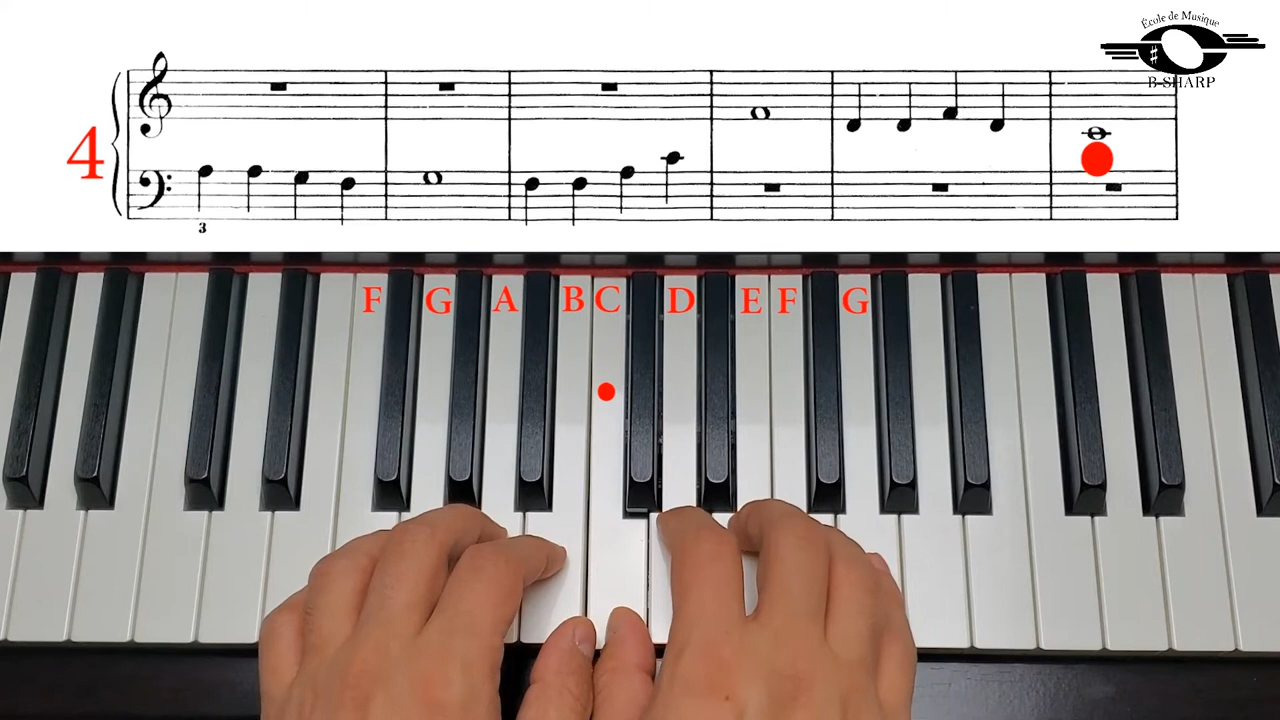 École de Musique
B-SHARP
4
3
F G A B C D E F G